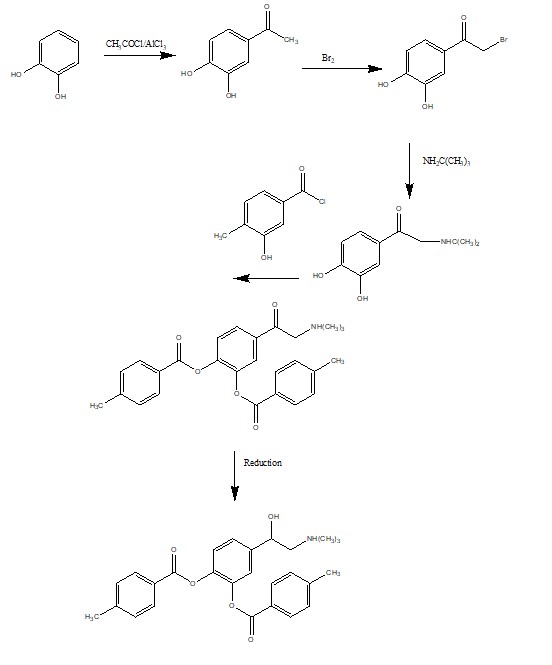 O
CH₃
HO
OH
CH₃COCl/AlCl₃
HO
OH
Br₂
O
Br
HO
OH
NH₂C(CH₃)₃
O
Cl
H₃C
OH
O
NHC(CH₃)₂
HO
OH
O
NH(CH₃)₃
O
O
CH₃
O
H₃C
O
Reduction
OH
NH(CH₃)₃
O
O
CH₃
O
H₃C
O